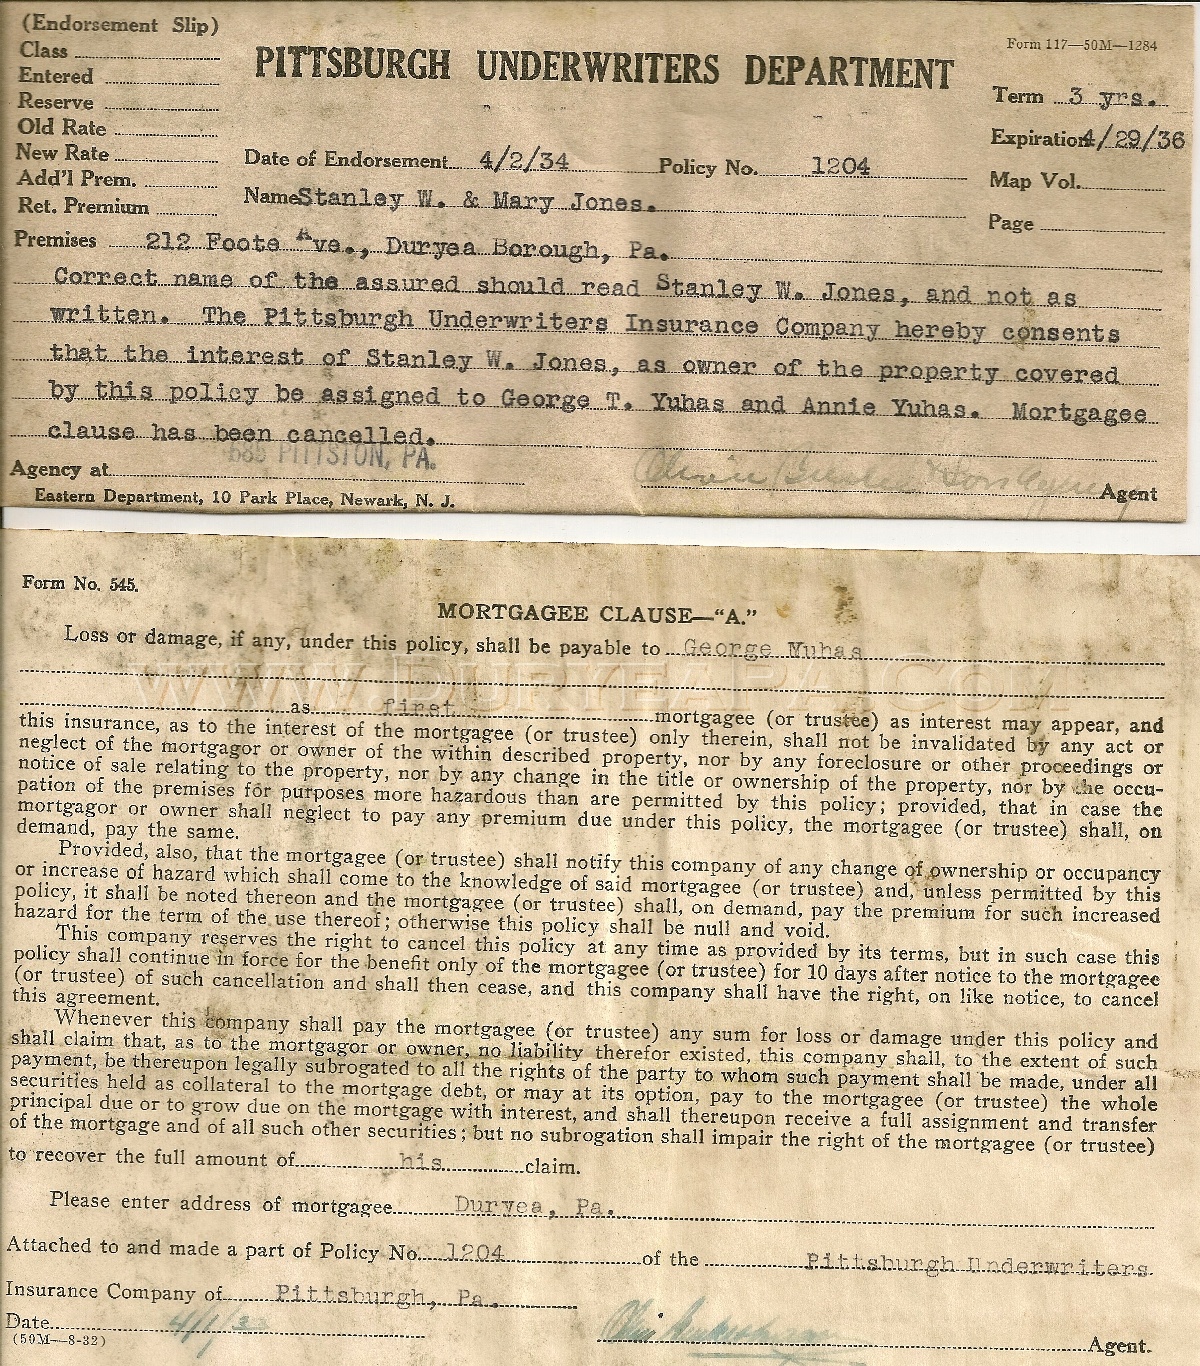 (Endorsement Slip)
Form 117—50M—1284
Class
PITTSBURGH UNDERWRITERS DEPARTMENT
Entered
Term 3 yrs.
Reserve
Old Rate
Expiration 4/29/36
New Rate
Date of Endorsement 4/2/34 Policy No. 1204
Add'l Prem.
Map Vol.
Name Stanley W. & Mary Jones.
Ret. Premium
Page
Premises 212 Foote Ave., Duryea Borough, Pa.
Correct name of the assured should read Stanley W. Jones, and not as
written. The Pittsburgh Underwriters Insurance Company hereby consents
that the interest of Stanley W. Jones, as owner of the property covered
by this policy be assigned to George T. Yuhas and Annie Yuhas. Mortgagee
clause has been cancelled.
685 PITTSTON, PA.
Agency at
Agent
Eastern Department, 10 Park Place, Newark, N. J.
Form No. 545.
MORTGAGEE CLAUSE—"A."
Loss or damage, if any, under this policy, shall be payable to George Yuhas
www.DuryeaPA.Com
as first mortgagee (or trustee) as interest may appear, and
this insurance, as to the interest of the mortgagee (or trustee) only therein, shall not be invalidated by any act or
neglect of the mortgagor or owner of the within described property, nor by any foreclosure or other proceedings or
notice of sale relating to the property, nor by any change in the title or ownership of the property, nor by the occu-
pation of the premises for purposes more hazardous than are permitted by this policy; provided, that in case the
mortgagor or owner shall neglect to pay any premium due under this policy, the mortgagee (or trustee) shall, on
demand, pay the same.
Provided, also, that the mortgagee (or trustee) shall notify this company of any change of ownership or occupancy
or increase of hazard which shall come to the knowledge of said mortgagee (or trustee) and, unless permitted by this
policy, it shall be noted thereon and the mortgagee (or trustee) shall, on demand, pay the premium for such increased
hazard for the term of the use thereof; otherwise this policy shall be null and void.
This company reserves the right to cancel this policy at any time as provided by its terms, but in such case this
policy shall continue in force for the benefit only of the mortgagee (or trustee) for 10 days after notice to the mortgagee
(or trustee) of such cancellation and shall then cease, and this company shall have the right, on like notice, to cancel
this agreement.
Whenever this company shall pay the mortgagee (or trustee) any sum for loss or damage under this policy and
shall claim that, as to the mortgagor or owner, no liability therefor existed, this company shall, to the extent of such
payment, be thereupon legally subrogated to all the rights of the party to whom such payment shall be made, under all
securities held as collateral to the mortgage debt, or may at its option, pay to the mortgagee (or trustee) the whole
principal due or to grow due on the mortgage with interest, and shall thereupon receive a full assignment and transfer
of the mortgage and of all such other securities; but no subrogation shall impair the right of the mortgagee (or trustee)
to recover the full amount of his claim.
Please enter address of mortgagee Duryea, Pa.
Attached to and made a part of Policy No. 1204 of the Pittsburgh Underwriters
Insurance Company of Pittsburgh, Pa.
Date
(50M—8-32)
Agent.